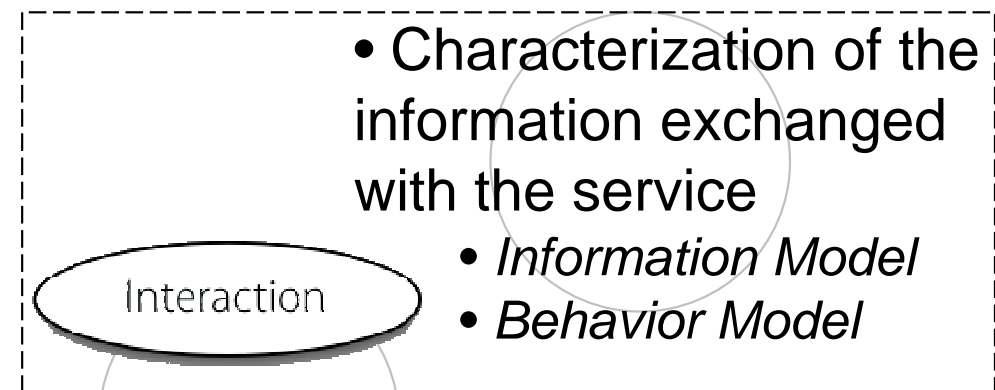 • Characterization of the
information exchanged
with the service
• Information Model
Interaction
• Behavior Model